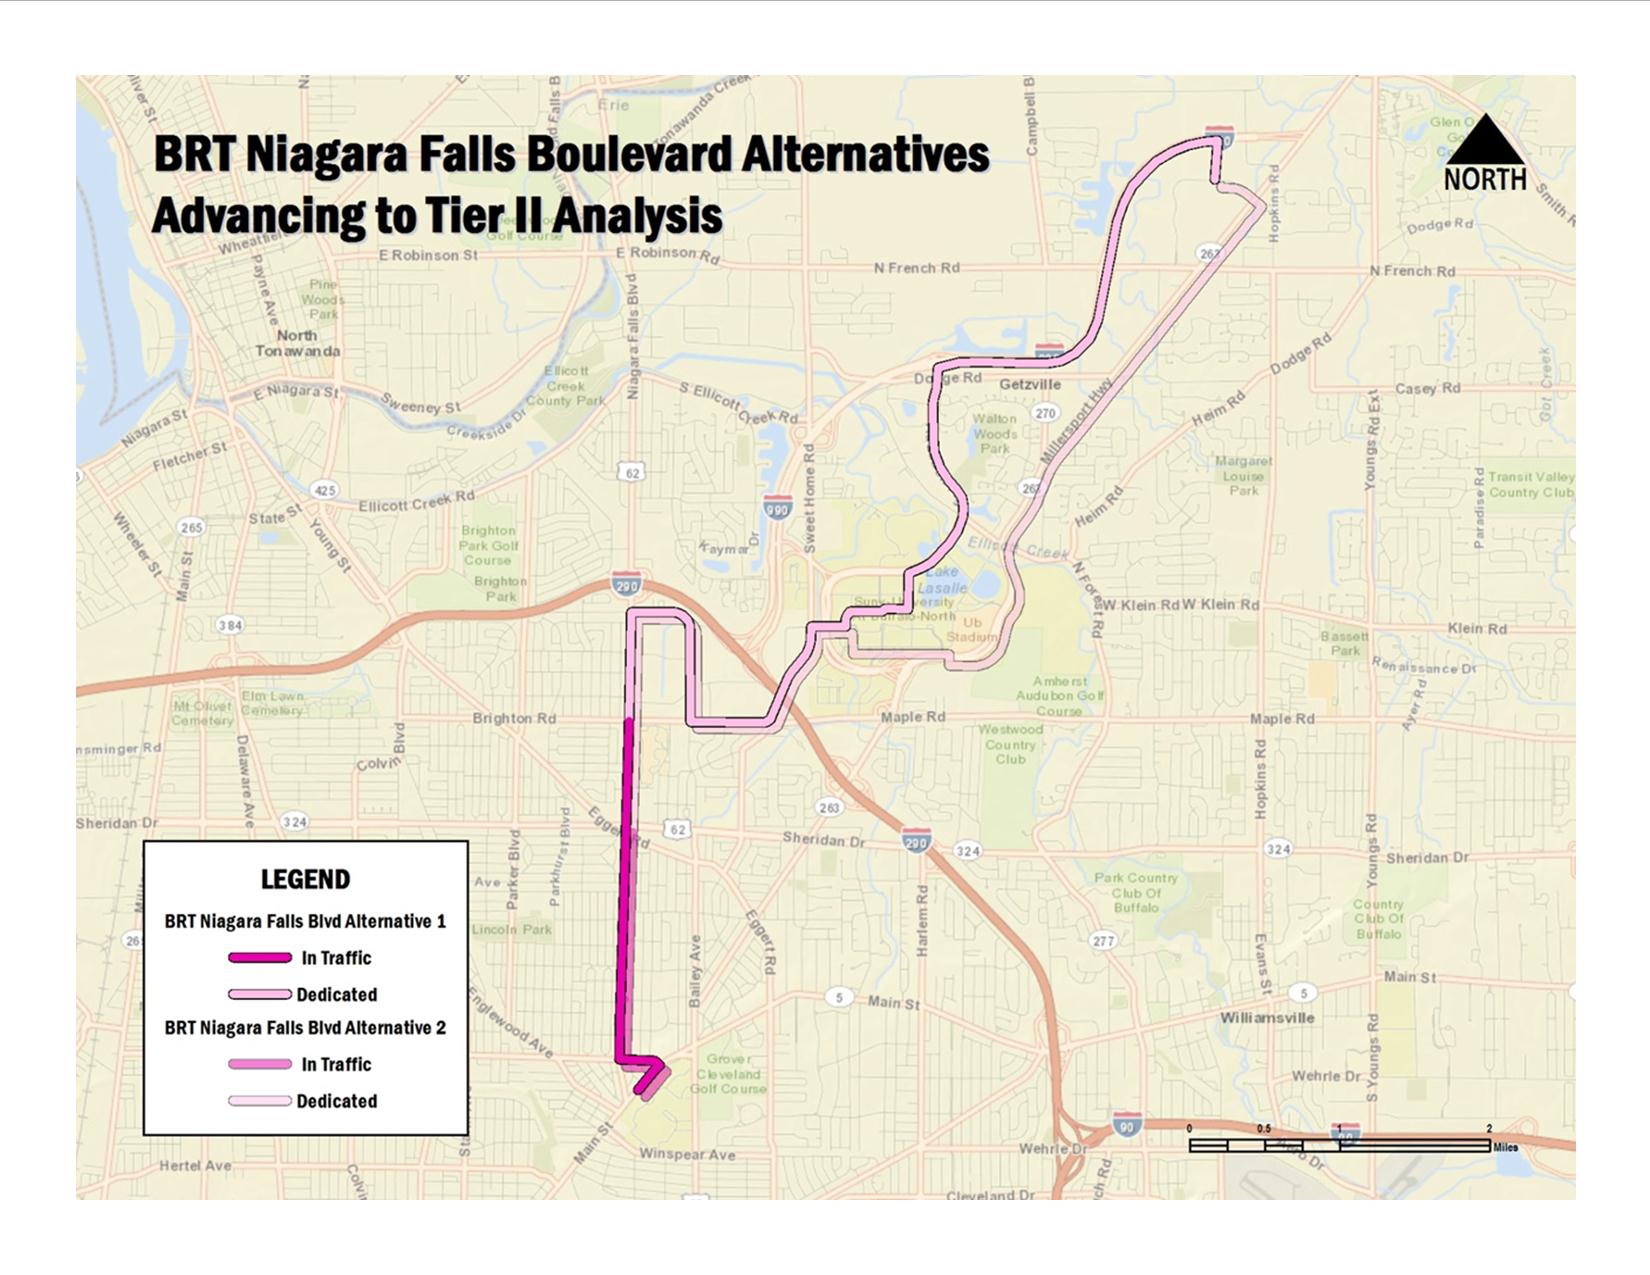 BRT Niagara Falls Boulevard Alternatives
Advancing to Tier II Analysis
NORTH
Erie
Tonawanda Creek
Campbell B
Glen O
Smith R
Hopkins Rd
Dodge Rd
Wheatfie
Payne Ave
E Robinson St
E Robinson Rd
N French Rd
263
N French Rd
Pine
Woods
Park
North
Tonawanda
Niagara Falls Blvd
Ellicott
Creek
County Park
E Niagara St
Sweeney St
Creekside Dr
Niagara St
Fletcher St
S Ellicott
Creek Rd
Dodge Rd
Getzville
270
Walton
Woods
Park
Millersport Hwy
Heim Rd
Dodge Rd
Casey Rd
Got Creek
Youngs Rd Ext
Paradise Rd
Margaret
Louise
Park
Transit Valley
Country Club
62
425
Ellicott Creek Rd
265
State St
Young St
Wheeler St
Main St
990
Sweet Home Rd
Kaymar Dr
Brighton
Park Golf
Course
Brighton
Park
263
Heim Rd
Ellicott Creek
N Forest Rd
Lake
Lasalle
Suny-University
At Buffalo-North
Ub
Stadium
290
384
W Klein Rd
W Klein Rd
Klein Rd
Bassett
Park
Renaissance Dr
Ayer Rd
Amherst
Audubon Golf
Course
Elm Lawn
Cemetery
Mt Olivet
Cemetery
Brighton Rd
Maple Rd
Maple Rd
Westwood
Country
Club
nsminger Rd
Delaware Ave
Colvin Blvd
Hopkins Rd
Sheridan Dr
324
Eggert Rd
62
263
Sheridan Dr
290
324
324
Sheridan Dr
Youngs Rd
Parker Blvd
Parkhurst Blvd
Ave
Lincoln Park
Park Country
Club Of
Buffalo
Country
Club Of
Buffalo
277
Harlem Rd
Eggert Rd
Bailey Ave
Evans St
Main St
5
Main St
5
Williamsville
Englewood Ave
Grover
Cleveland
Golf Course
Wehrle Dr
S Youngs Rd
Main St
Winspear Ave
Hertel Ave
Wehrle Dr
90
90
Cleveland Dr
LEGEND
BRT Niagara Falls Blvd Alternative 1
In Traffic
Dedicated
BRT Niagara Falls Blvd Alternative 2
In Traffic
Dedicated
0 0.5 1 2
Miles